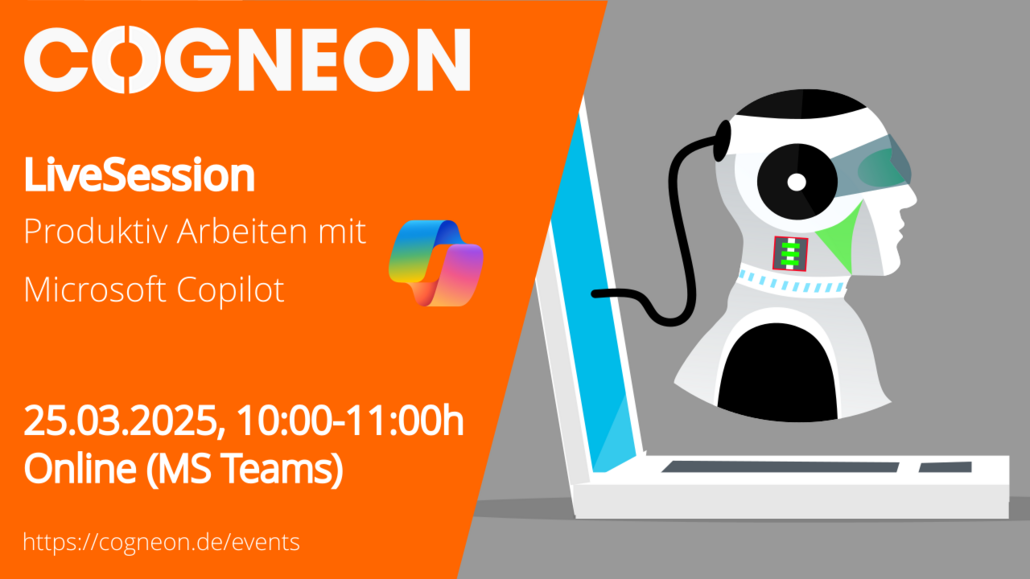 COGNEON
LiveSession
Produktiv Arbeiten mit
Microsoft Copilot
25.03.2025, 10:00-11:00h
Online (MS Teams)
https://cogneon.de/events